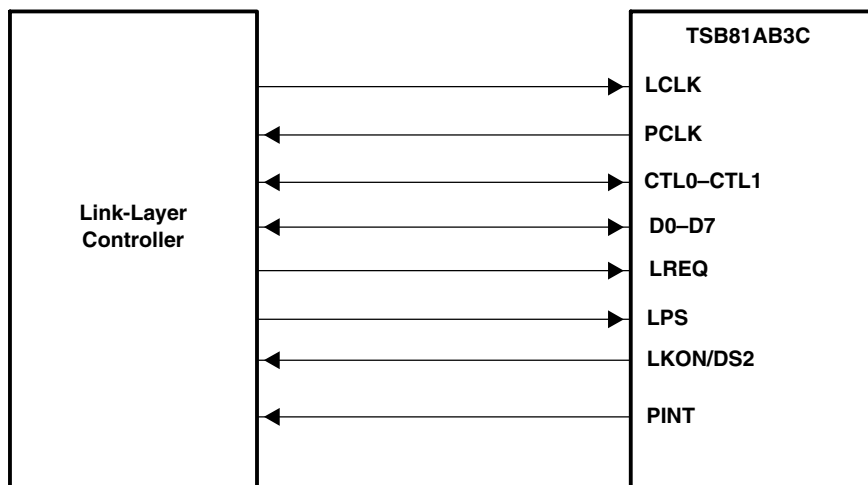 TSB81AB3C
LCLK
PCLK
CTL0–CTL1
Link-Layer
Controller
D0–D7
LREQ
LPS
LKON/DS2
PINT